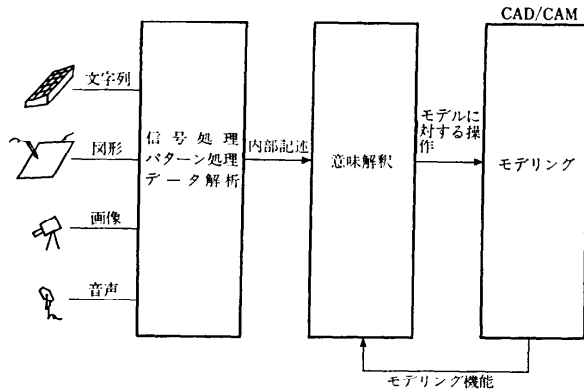 CAD/CAM
文字列
図形
画像
音声
信号処理
パターン処理
データ解析
内部記述
意味解釈
モデルに
対する操
作
モデリング
モデリング機能